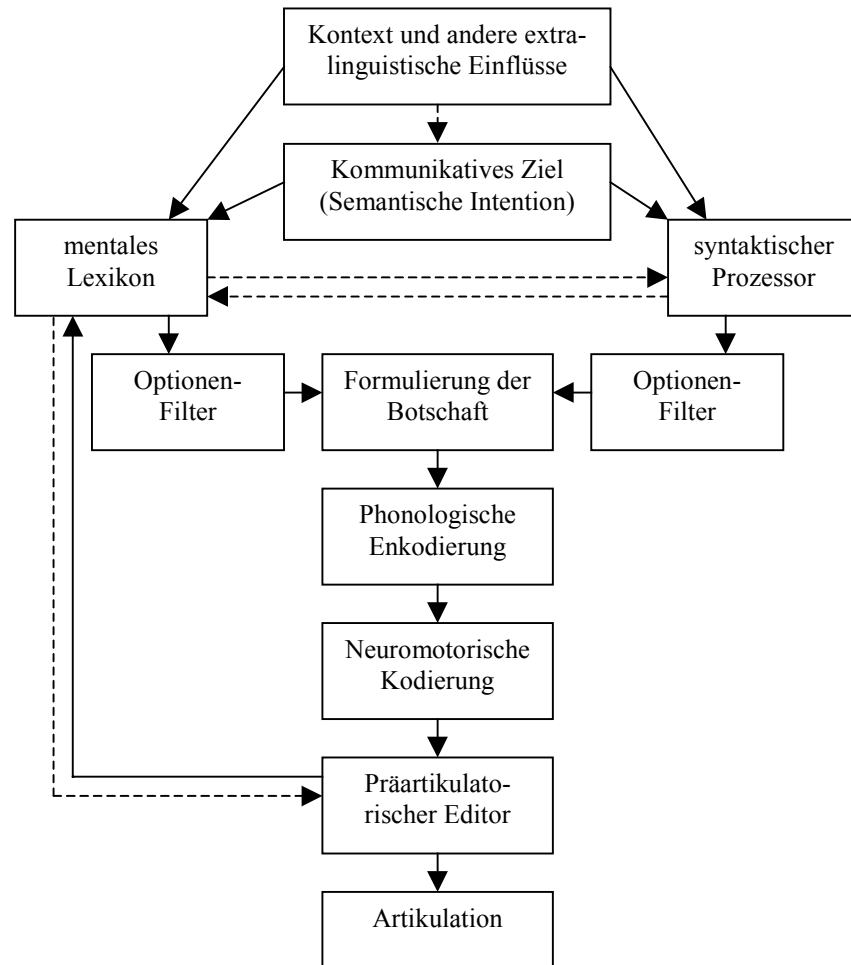 Kontext und andere extra-
linguistische Einflüsse
Kommunikatives Ziel
(Semantische Intention)
mentales
Lexikon
syntaktischer
Prozessor
Optionen-
Filter
Formulierung der
Botschaft
Optionen-
Filter
Phonologische
Enkodierung
Neuromotorische
Kodierung
Präartikulato-
rischer Editor
Artikulation